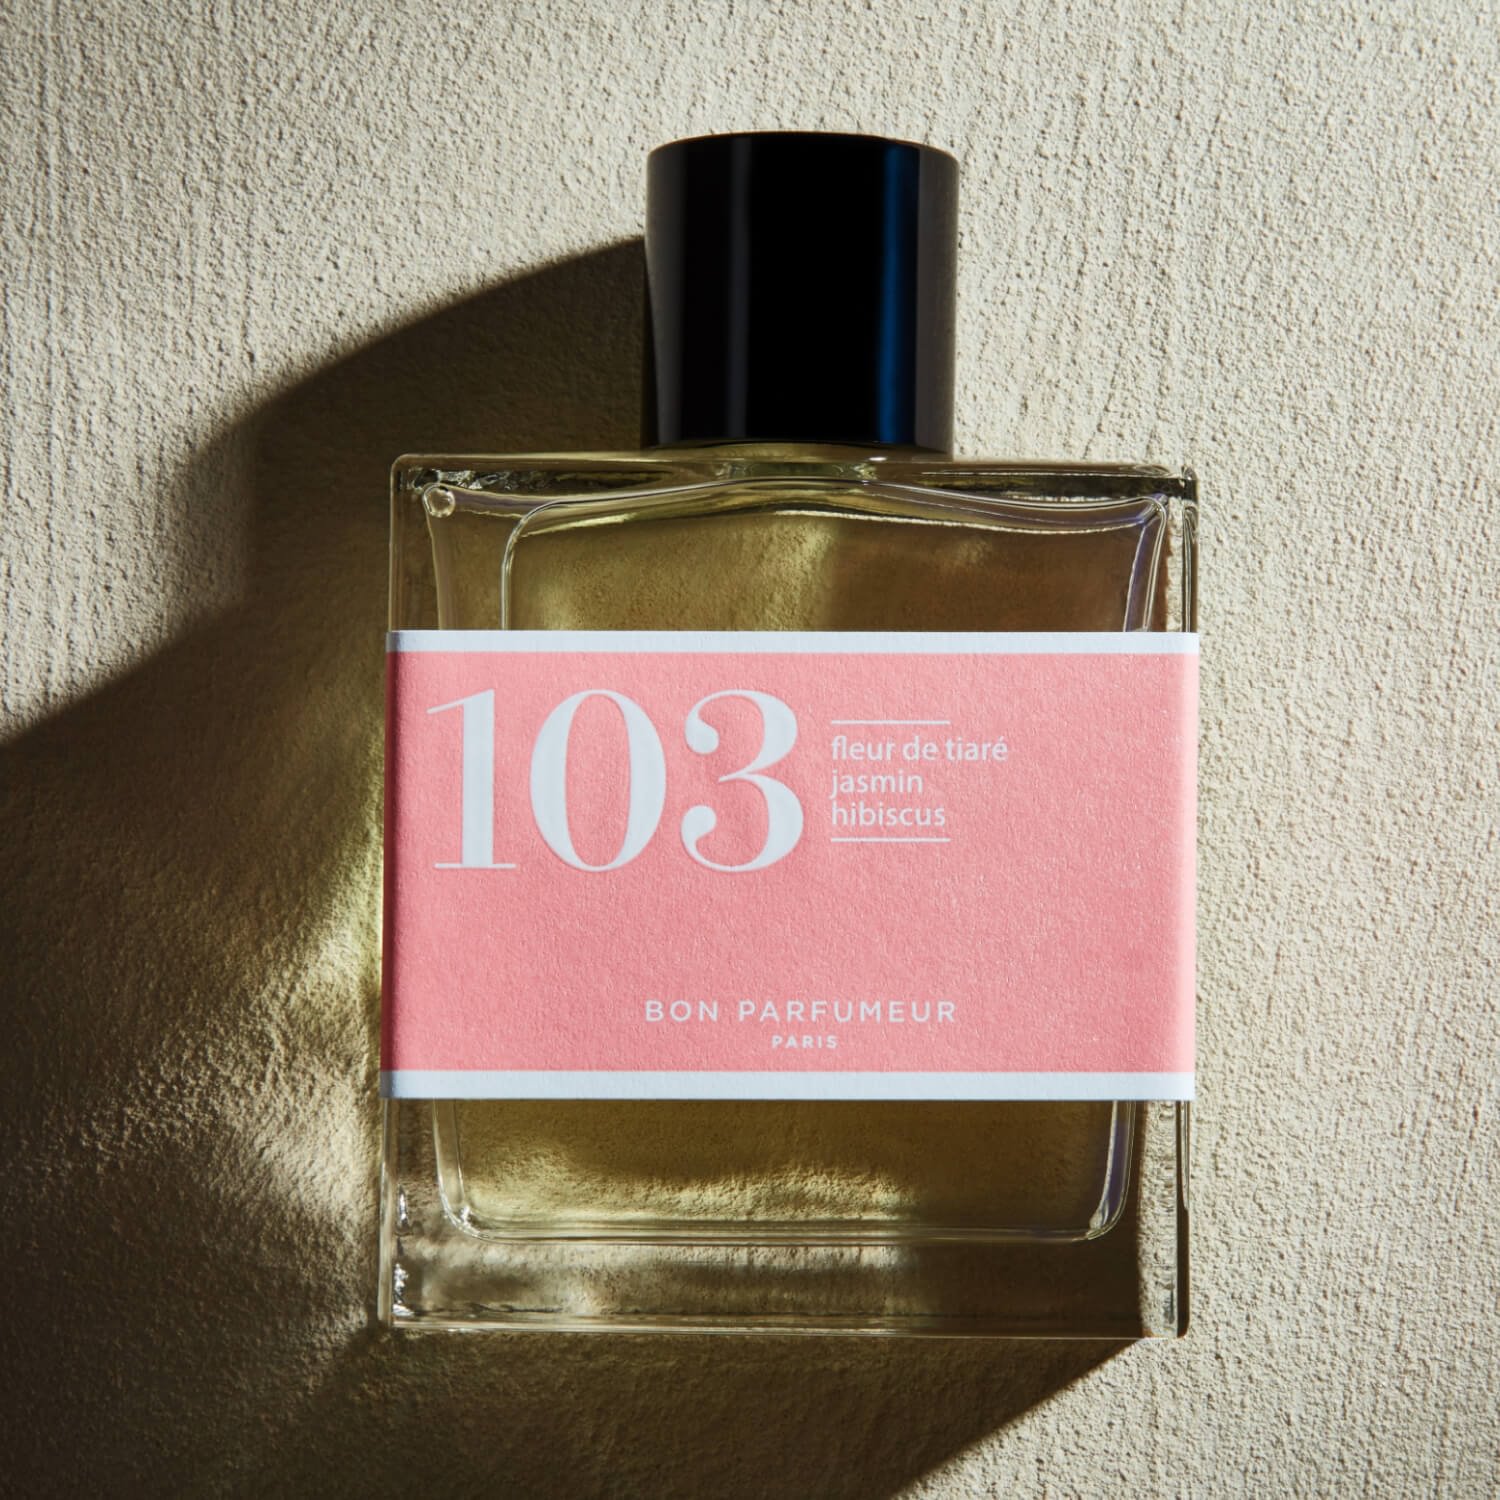 103
fleur de tiaré
jasmin
hibiscus
BON PARFUMEUR
PARIS